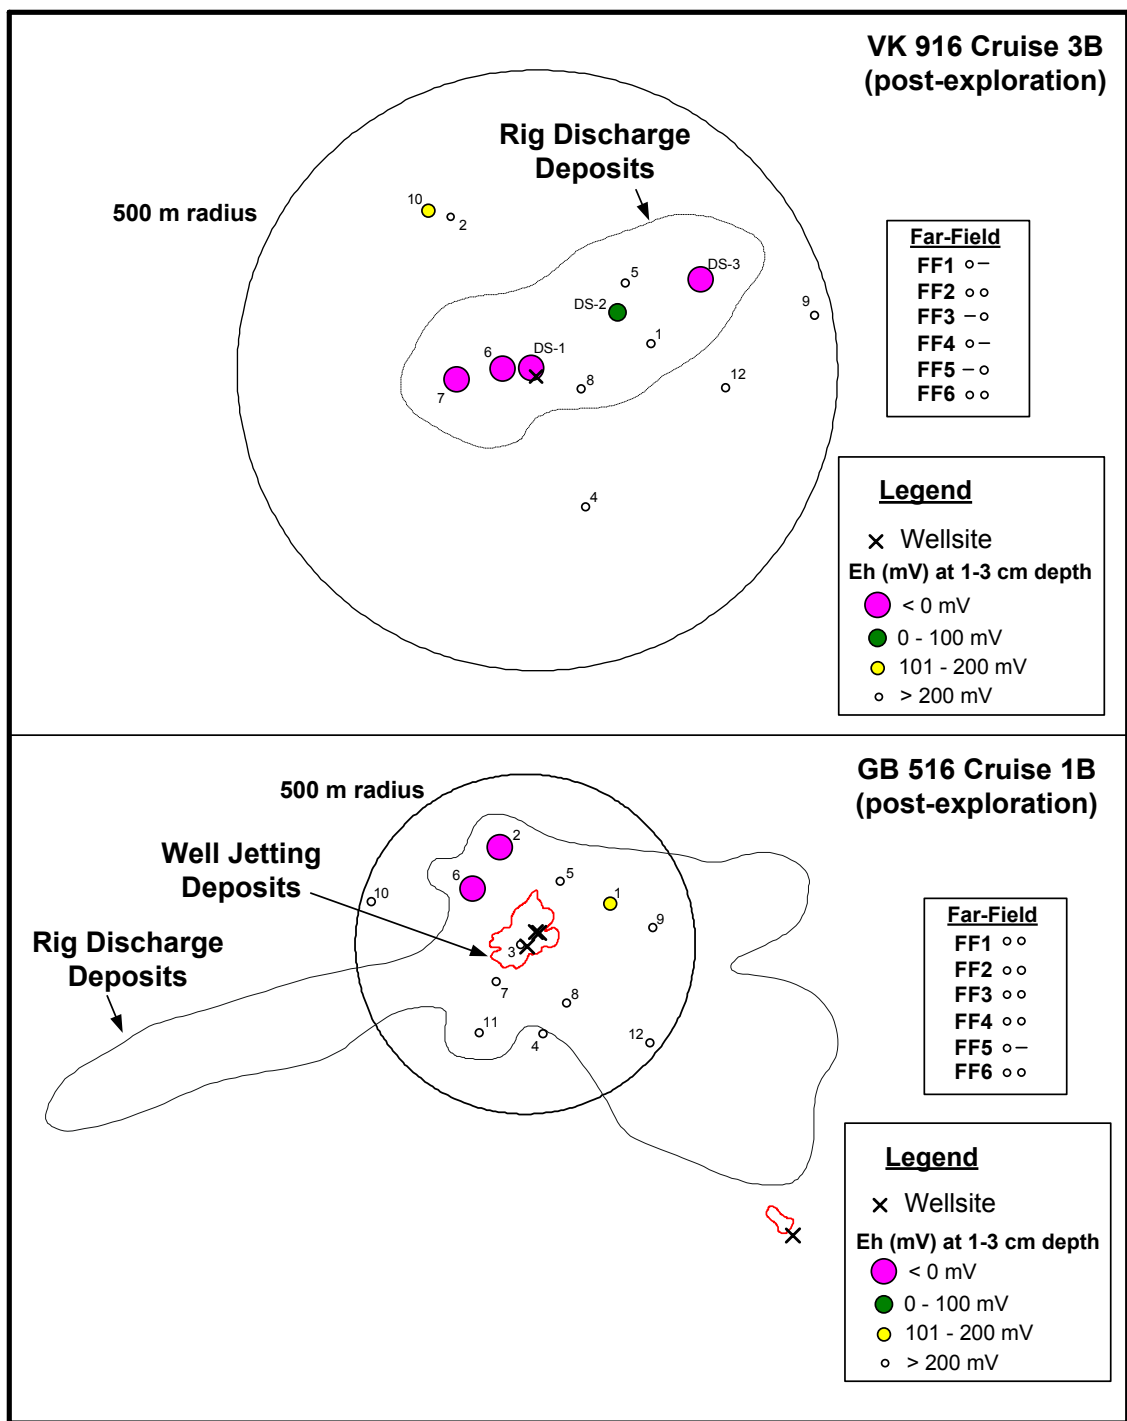 VK 916 Cruise 3B
(post-exploration)
Rig Discharge
Deposits
500 m radius
10
2
5
DS-3
DS-2
9
1
6
DS-1
7
8
12
4
Far-Field
FF1 –
FF2
FF3 –
FF4 –
FF5 –
FF6
Legend
Wellsite
Eh (mV) at 1-3 cm depth
< 0 mV
0 - 100 mV
101 - 200 mV
> 200 mV
GB 516 Cruise 1B
(post-exploration)
500 m radius
Well Jetting
Deposits
Rig Discharge
Deposits
2
6
5
10
1
9
3
7
8
11
4
12
Far-Field
FF1
FF2
FF3
FF4
FF5 –
FF6
Legend
Wellsite
Eh (mV) at 1-3 cm depth
< 0 mV
0 - 100 mV
101 - 200 mV
> 200 mV